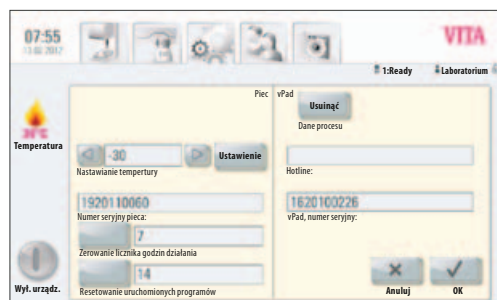 07:55
13.02.2017
VITA
1:Ready
Laboratorium
Piec
vPad
Usuinąć
Dane procesu
Temperatura
-30
Ustawienie
Nastawianie tempertury
Hotline:
1920110060
Numer seryjny pieca:
1620100226
vPad, numer seryjny:
7
Zerowanie licznika godzin działania
14
Resetowanie uruchomionych programów
Wył. urządz.
Anuluj
OK